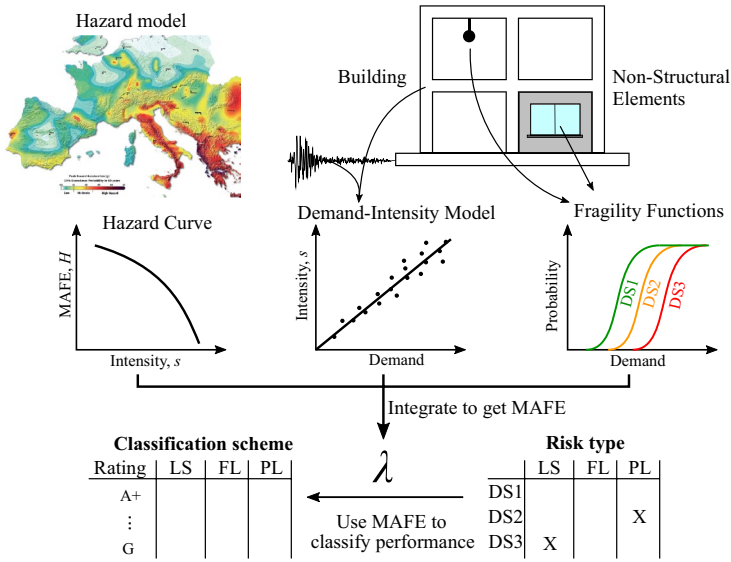 Hazard model
Building
Non-Structural
Elements
Hazard Curve
Demand-Intensity Model
Fragility Functions
MAFE, H
Intensity, s
Intensity, s
Demand
Probability
DS1
DS2
DS3
Demand
Integrate to get MAFE
Classification scheme
Rating LS FL PL
A+
⋮
G
λ
Use MAFE to
classify performance
Risk type
LS FL PL
DS1
DS2 X
DS3 X